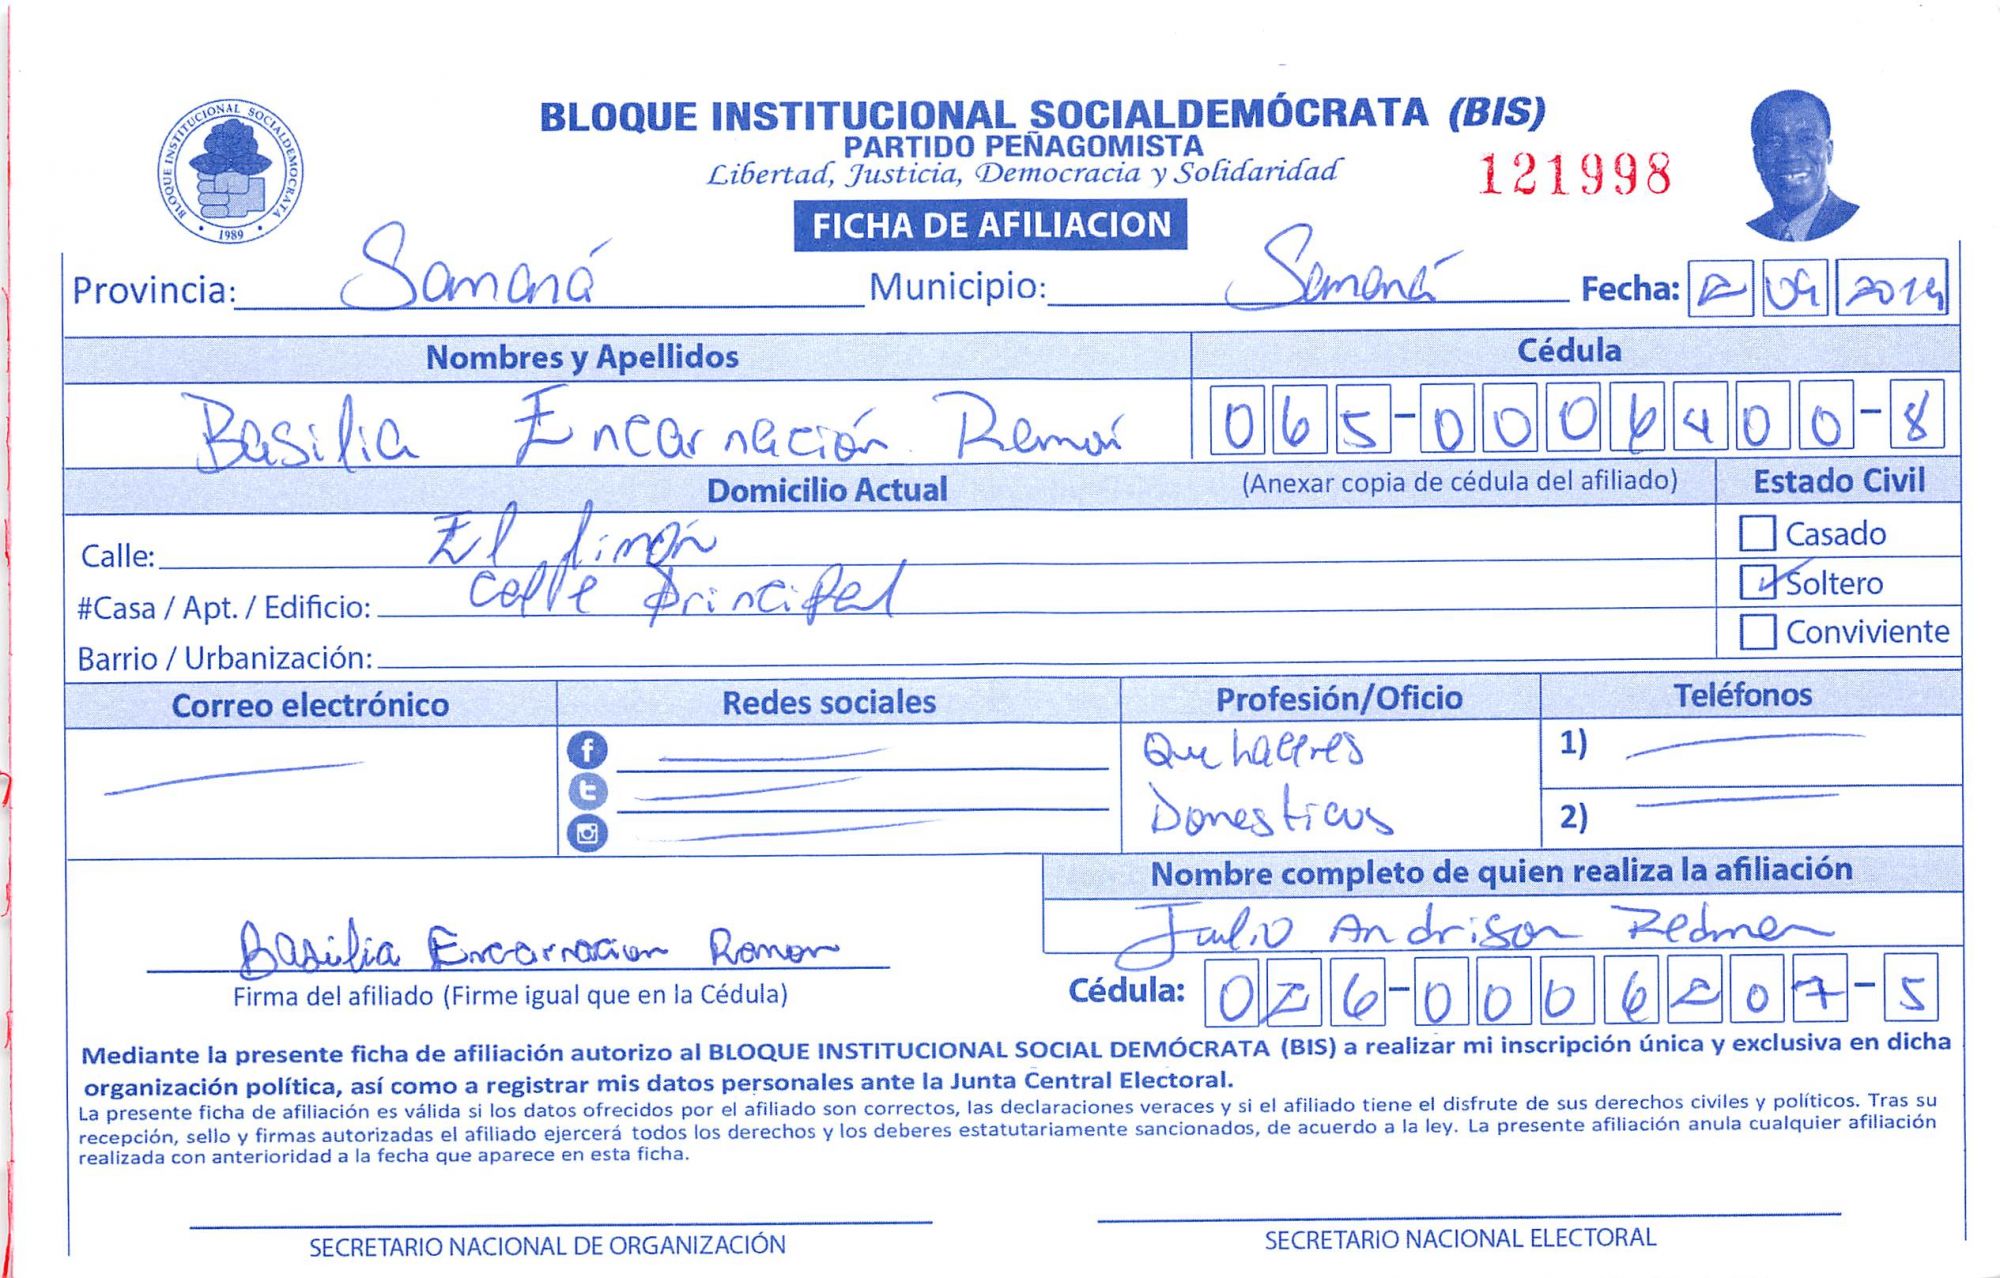 BLOQUE INSTITUCIONAL SOCIALDEMOCRATA
1989
BLOQUE INSTITUCIONAL SOCIALDEMÓCRATA (BIS)
PARTIDO PEÑAGOMISTA
Libertad, Justicia, Democracia y Solidaridad
121998
FICHA DE AFILIACION
Provincia: Samaná Municipio: Samaná Fecha: 2 09 2019
Nombres y Apellidos Cédula
Basilia Encarnación Ramón 065-0006400-8
Domicilio Actual (Anexar copia de cédula del afiliado) Estado Civil
Calle: El limón Casado
#Casa / Apt. / Edificio: calle principal Soltero
Barrio / Urbanización: Conviviente
Correo electrónico Redes sociales Profesión/Oficio Teléfonos
Quehaceres 1)
Domesticos 2)
Nombre completo de quien realiza la afiliación
Julio Andrison Redman
Basilia Encarnacion Ramon
Firma del afiliado (Firme igual que en la Cédula) Cédula: 026-0006207-5
Mediante la presente ficha de afiliación autorizo al BLOQUE INSTITUCIONAL SOCIAL DEMÓCRATA (BIS) a realizar mi inscripción única y exclusiva en dicha
organización política, así como a registrar mis datos personales ante la Junta Central Electoral.
La presente ficha de afiliación es válida si los datos ofrecidos por el afiliado son correctos, las declaraciones veraces y si el afiliado tiene el disfrute de sus derechos civiles y políticos. Tras su
recepción, sello y firmas autorizadas el afiliado ejercerá todos los derechos y los deberes estatutariamente sancionados, de acuerdo a la ley. La presente afiliación anula cualquier afiliación
realizada con anterioridad a la fecha que aparece en esta ficha.
SECRETARIO NACIONAL DE ORGANIZACIÓN SECRETARIO NACIONAL ELECTORAL